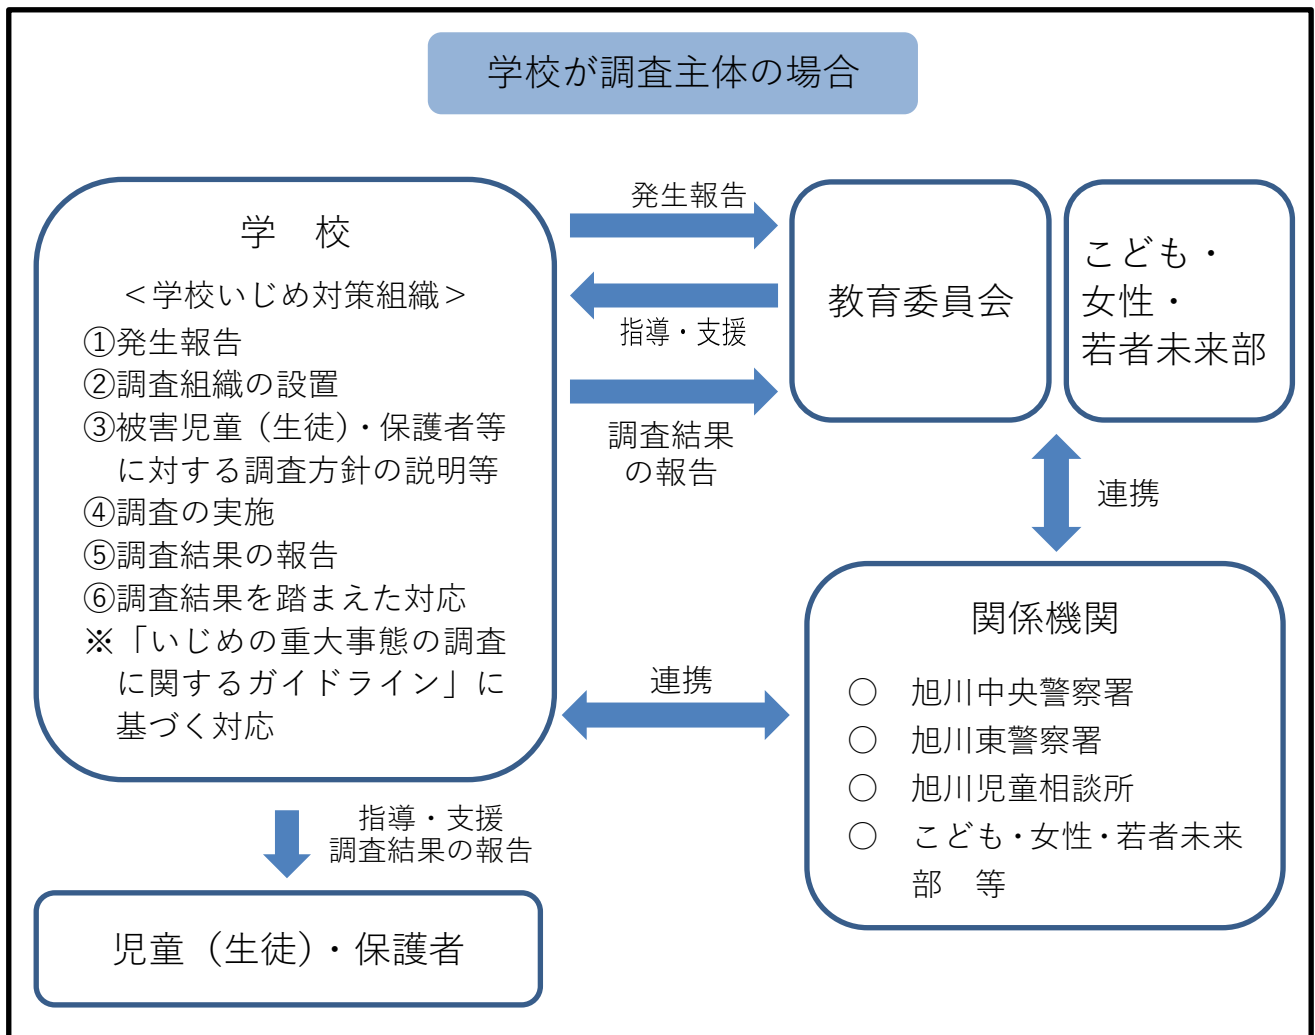 学校が調査主体の場合
学　校
＜学校いじめ対策組織＞
①発生報告
②調査組織の設置
③被害児童（生徒）・保護者等
に対する調査方針の説明等
④調査の実施
⑤調査結果の報告
⑥調査結果を踏まえた対応
※「いじめの重大事態の調査
に関するガイドライン」に
基づく対応
発生報告
指導・支援
調査結果
の報告
教育委員会
こども・
女性・
若者未来部
連携
連携
関係機関
○　旭川中央警察署
○　旭川東警察署
○　旭川児童相談所
○　こども・女性・若者未来
部　等
指導・支援
調査結果の報告
児童（生徒）・保護者